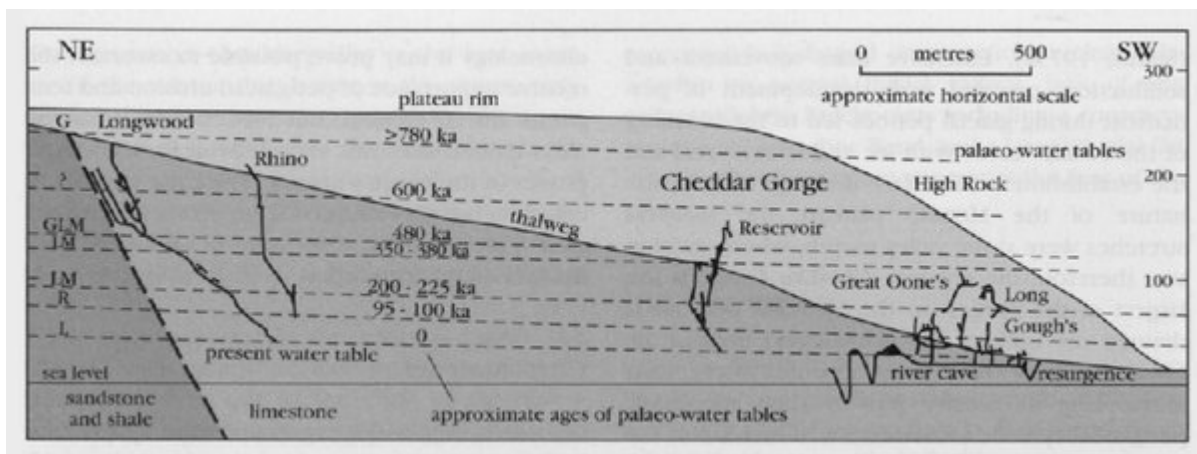 NE
0 metres 500
SW
300
approximate horizontal scale
plateau rim
G Longwood
>780 ka
palaeo-water tables
Rhino
200
600 ka
Cheddar Gorge
High Rock
thalweg
GLM
480 ka
Reservoir
350 - 380 ka
Great Oone's
100
Long
200 - 225 ka
R
95 - 100 ka
Gough's
L
0
present water table
sea level
river cave
resurgence
sandstone
and shale
limestone
approximate ages of palaeo-water tables